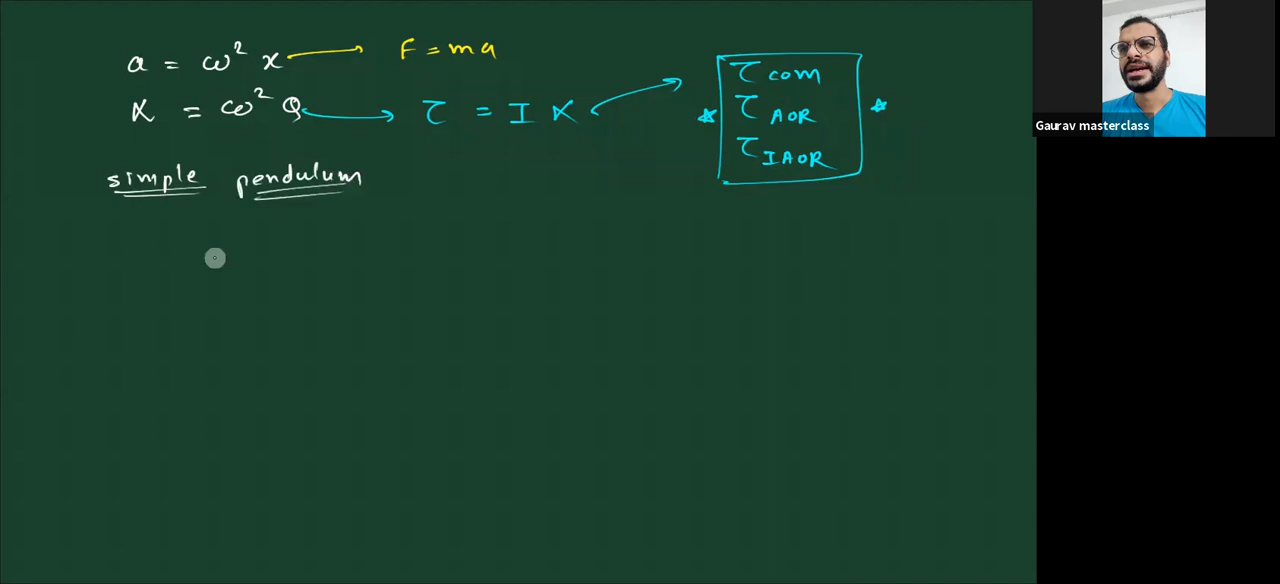 a = ω² x → F = ma
α = ω² θ → τ = I α
τ COM
τ AOR
τ IAOR
simple pendulum
Gaurav masterclass